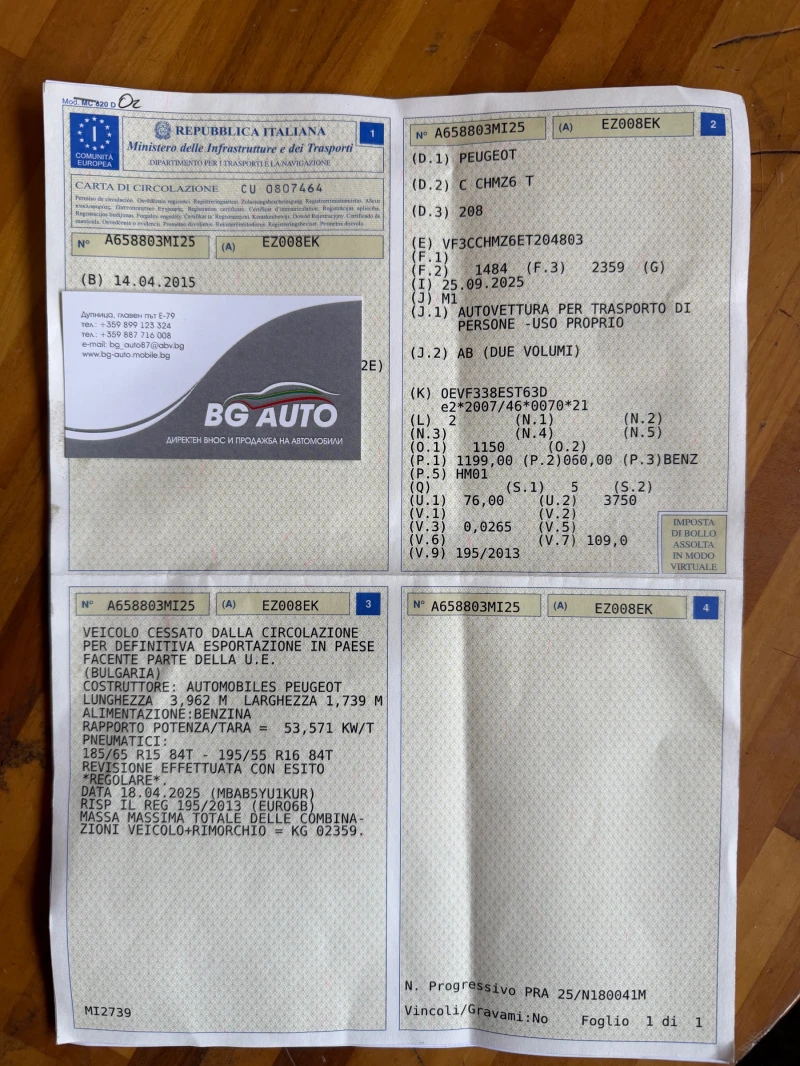 Mod. MC 820 D Oc
I
COMUNITÀ
EUROPEA
REPUBBLICA ITALIANA
1
Ministero delle Infrastrutture e dei Trasporti
DIPARTIMENTO PER I TRASPORTI E LA NAVIGAZIONE
CARTA DI CIRCOLAZIONE CU 0807464
N° A658803MI25 (A) EZ008EK
(B) 14.04.2015
Дупница, главен път Е-79
тел.: +359 899 123 324
тел.: +359 887 716 008
e-mail: bg_auto87@abv.bg
www.bg-auto.mobile.bg
2E)
BG AUTO
ДИРЕКТЕН ВНОС И ПРОДАЖБА НА АВТОМОБИЛИ
N° A658803MI25 (A) EZ008EK 2
(D.1) PEUGEOT
(D.2) C CHMZ6 T
(D.3) 208
(E) VF3CCHMZ6ET204803
(F.1)
(F.2) 1484 (F.3) 2359 (G)
(I) 25.09.2025
(J) M1
(J.1) AUTOVETTURA PER TRASPORTO DI
PERSONE -USO PROPRIO
(J.2) AB (DUE VOLUMI)
(K) OEVF338EST63D
e2*2007/46*0070*21
(L) 2 (N.1) (N.2)
(N.3) (N.4) (N.5)
(O.1) 1150 (O.2)
(P.1) 1199,00 (P.2)060,00 (P.3)BENZ
(P.5) HM01
(Q) (S.1) 5 (S.2)
(U.1) 76,00 (U.2) 3750
(V.1) (V.2)
(V.3) 0,0265 (V.5)
(V.6) (V.7) 109,0
(V.9) 195/2013
IMPOSTA
DI BOLLO
ASSOLTA
IN MODO
VIRTUALE
N° A658803MI25 (A) EZ008EK 3
VEICOLO CESSATO DALLA CIRCOLAZIONE
PER DEFINITIVA ESPORTAZIONE IN PAESE
FACENTE PARTE DELLA U.E.
(BULGARIA)
COSTRUTTORE: AUTOMOBILES PEUGEOT
LUNGHEZZA 3,962 M LARGHEZZA 1,739 M
ALIMENTAZIONE:BENZINA
RAPPORTO POTENZA/TARA = 53,571 KW/T
PNEUMATICI:
185/65 R15 84T - 195/55 R16 84T
REVISIONE EFFETTUATA CON ESITO
*REGOLARE*.
DATA 18.04.2025 (MBAB5YU1KUR)
RISP IL REG 195/2013 (EURO6B)
MASSA MASSIMA TOTALE DELLE COMBINA-
ZIONI VEICOLO+RIMORCHIO = KG 02359.
MI2739
N° A658803MI25 (A) EZ008EK 4
N. Progressivo PRA 25/N180041M
Vincoli/Gravami:No Foglio 1 di 1